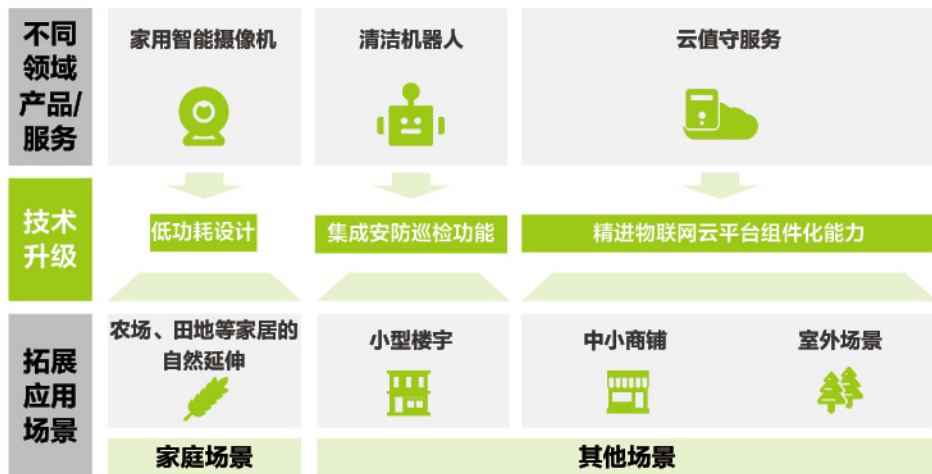 不同
领域
产品/
服务
家用智能摄像机
清洁机器人
云值守服务
技术
升级
低功耗设计
集成安防巡检功能
精进物联网云平台组件化能力
拓展
应用
场景
农场、田地等家居的
自然延伸
小型楼宇
中小商铺
室外场景
家庭场景
其他场景